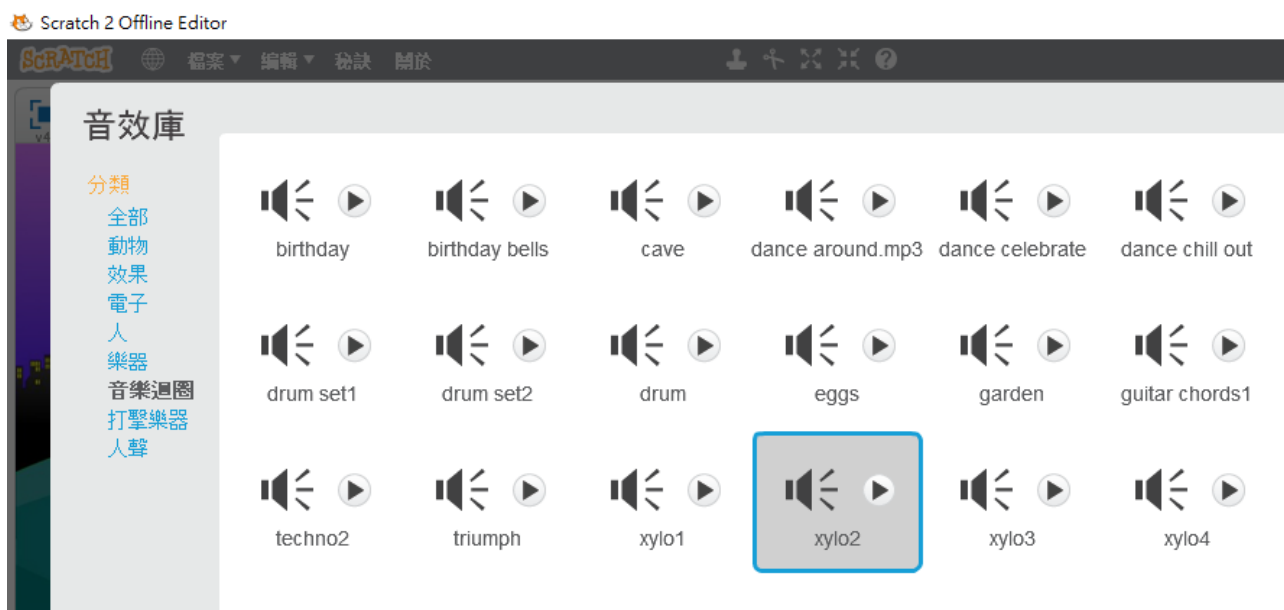 Scratch 2 Offline Editor
SCRATCH 檔案 編輯 秘訣 關於
v4
音效庫
分類
全部
動物
效果
電子
人
樂器
音樂迴圈
打擊樂器
人聲
birthday birthday bells cave dance around.mp3 dance celebrate dance chill out
drum set1 drum set2 drum eggs garden guitar chords1
techno2 triumph xylo1 xylo2 xylo3 xylo4